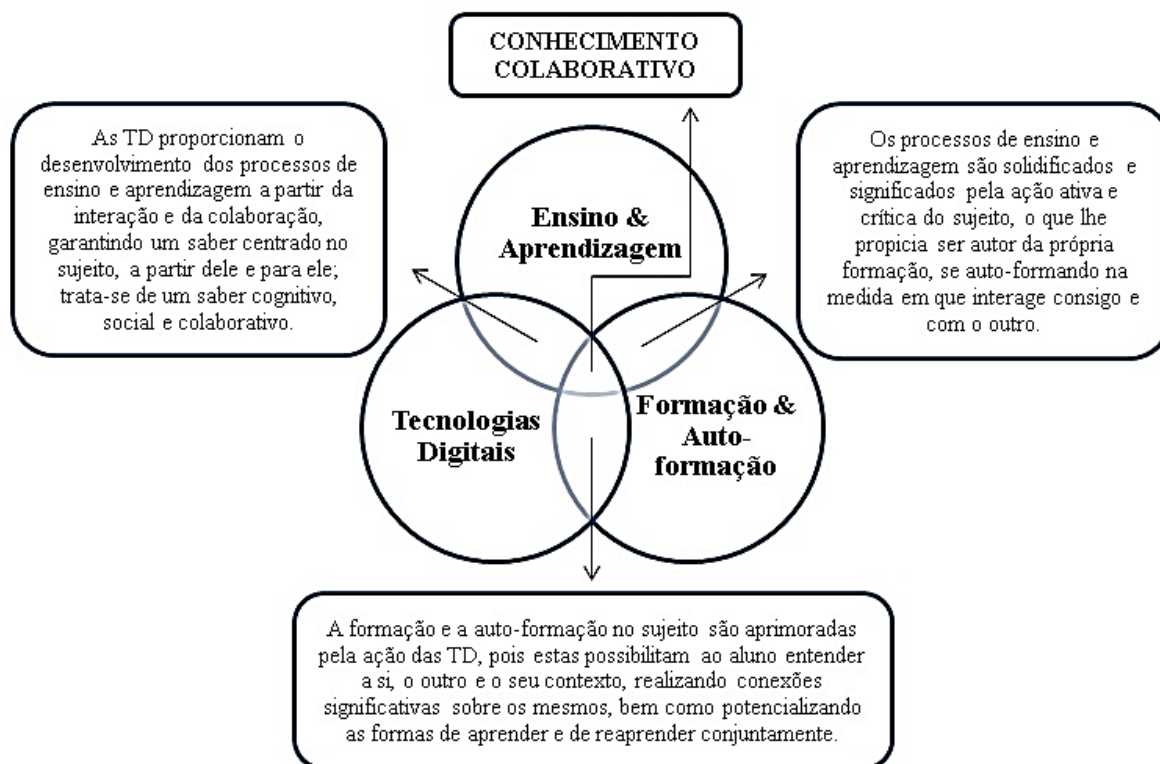 CONHECIMENTO
COLABORATIVO
As TD proporcionam o
desenvolvimento dos processos de
ensino e aprendizagem a partir da
interação e da colaboração,
garantindo um saber centrado no
sujeito, a partir dele e para ele;
trata-se de um saber cognitivo,
social e colaborativo.
Os processos de ensino e
aprendizagem são solidificados e
significados pela ação ativa e
crítica do sujeito, o que lhe
propicia ser autor da própria
formação, se auto-formando na
medida em que interage consigo e
com o outro.
Ensino &
Aprendizagem
Tecnologias
Digitais
Formação &
Auto-
formação
A formação e a auto-formação no sujeito são aprimoradas
pela ação das TD, pois estas possibilitam ao aluno entender
a si, o outro e o seu contexto, realizando conexões
significativas sobre os mesmos, bem como potencializando
as formas de aprender e de reaprender conjuntamente.